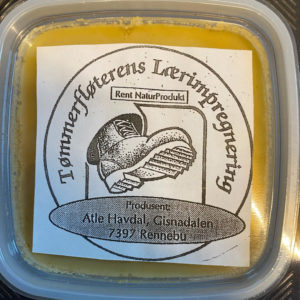 Tømmerfløterens Lærimpregnering
Rent NaturProdukt
Produsent:
Atle Havdal, Gisnadalen
7397 Rennebu